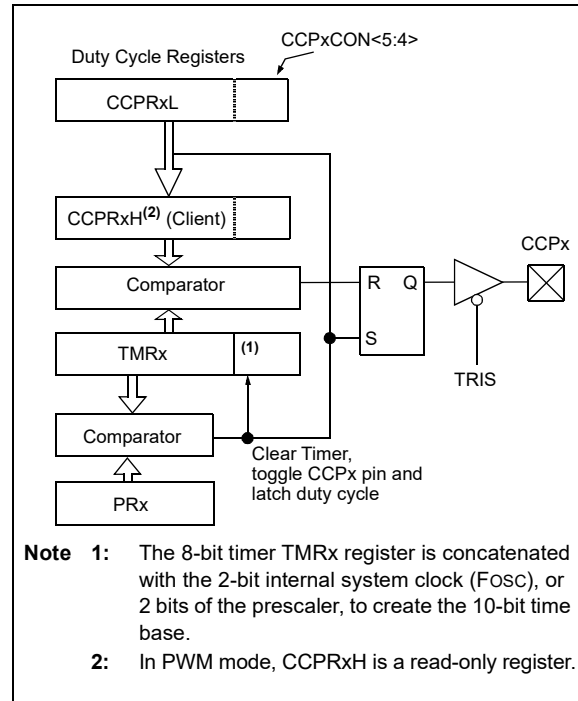 CCPxCON<5:4>
Duty Cycle Registers
CCPRxL
CCPRxH(2) (Client)
CCPx
Comparator
R Q
S
TMRx (1)
TRIS
Comparator
Clear Timer,
toggle CCPx pin and
latch duty cycle
PRx
Note 1: The 8-bit timer TMRx register is concatenated
with the 2-bit internal system clock (FOSC), or
2 bits of the prescaler, to create the 10-bit time
base.
2: In PWM mode, CCPRxH is a read-only register.